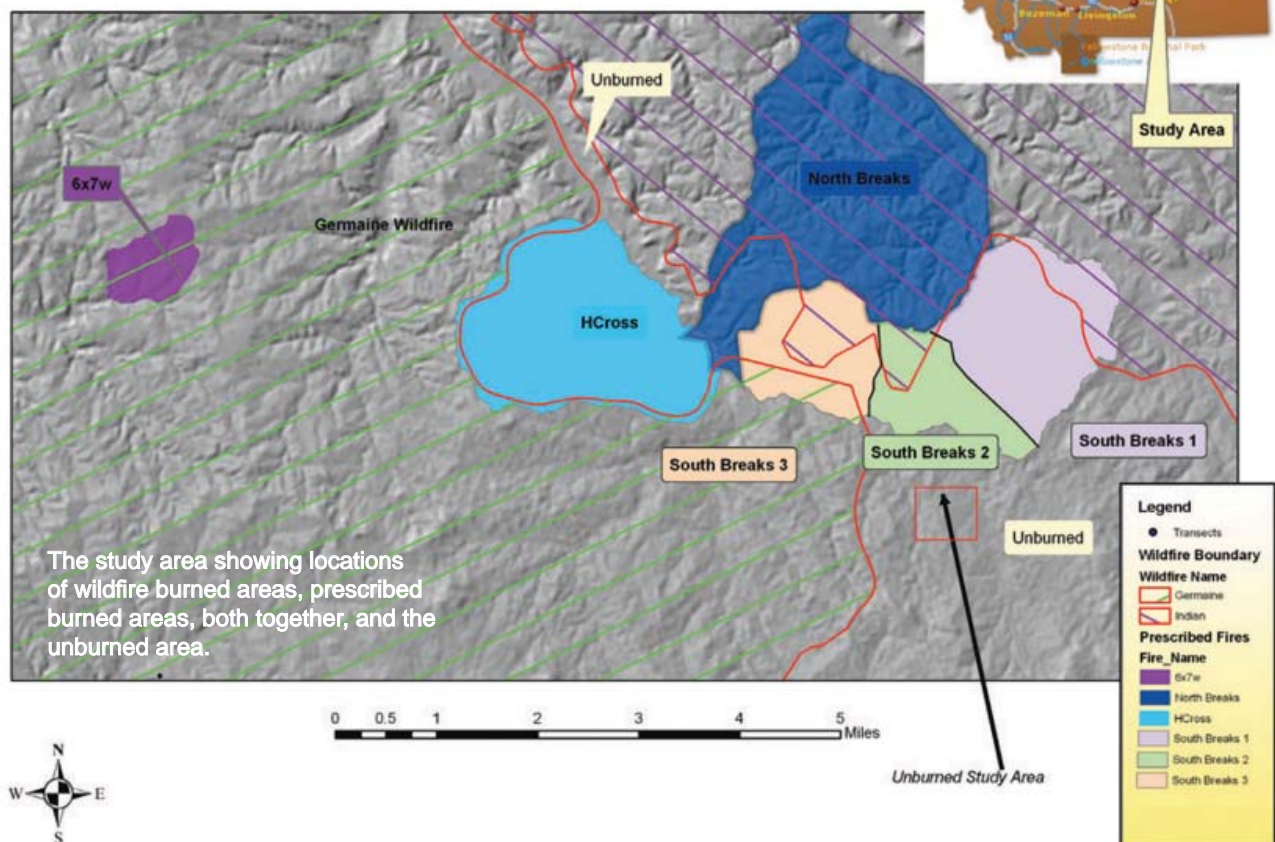 Bozeman Livingston
Yellowstone National Park
Study Area
Unburned
6x7w
North Breaks
Germaine Wildfire
HCross
South Breaks 3
South Breaks 2
South Breaks 1
Unburned
The study area showing locations
of wildfire burned areas, prescribed
burned areas, both together, and the
unburned area.
Legend
Transects
Wildfire Boundary
Wildfire Name
Germaine
Indian
Prescribed Fires
Fire_Name
6x7w
North Breaks
HCross
South Breaks 1
South Breaks 2
South Breaks 3
0 0.5 1 2 3 4 5
Miles
Unburned Study Area
N
W E
S